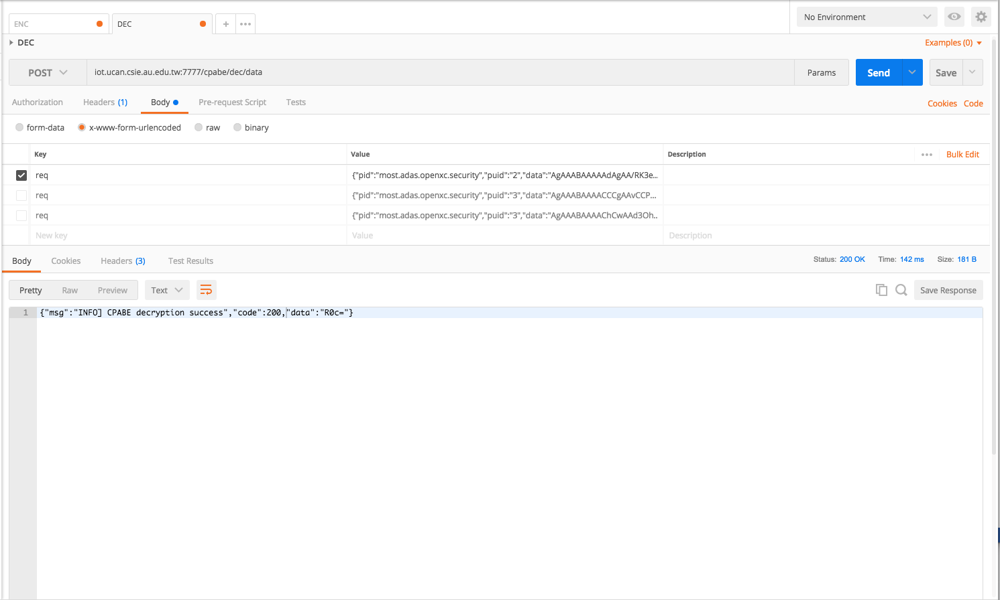 ENC
DEC
+
No Environment
DEC
Examples (0)
POST
iot.ucan.csie.au.edu.tw:7777/cpabe/dec/data
Params
Send
Save
Authorization
Headers (1)
Body
Pre-request Script
Tests
Cookies
Code
form-data
x-www-form-urlencoded
raw
binary
Key
Value
Description
Bulk Edit
req
{"pid":"most.adas.openxc.security","puid":"2","data":"AgAAABAAAAAdAgAA/RK3e...
req
{"pid":"most.adas.openxc.security","puid":"3","data":"AgAAABAAAACCCgAAvCCP...
req
{"pid":"most.adas.openxc.security","puid":"3","data":"AgAAABAAAAChCwAAd3Oh..
New key
Value
Description
Body
Cookies
Headers (3)
Test Results
Status: 200 OK
Time: 142 ms
Size: 181 B
Pretty
Raw
Preview
Text
Save Response
1
{"msg":"INFO] CPABE decryption success","code":200,"data":"R0c="}